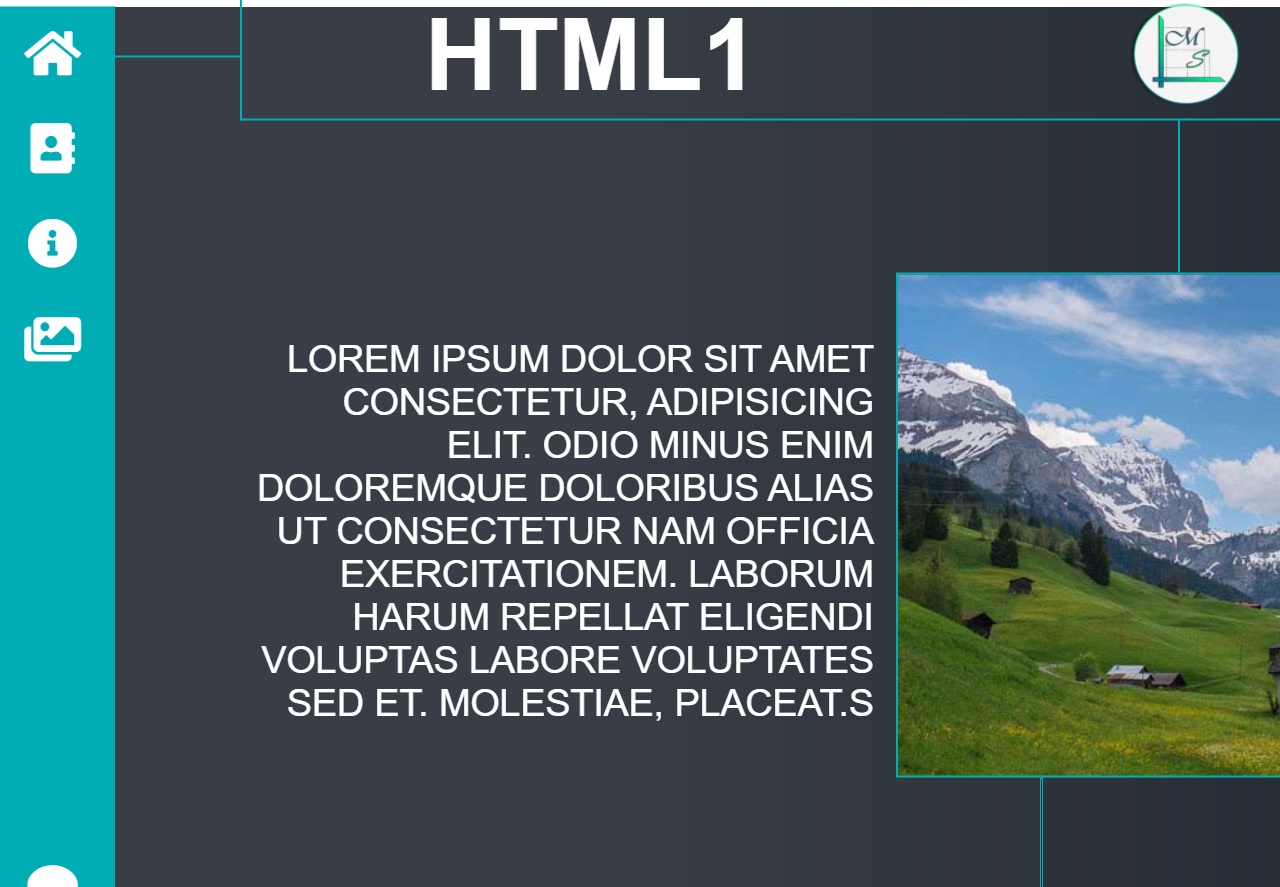 HTML1
M
S
LOREM IPSUM DOLOR SIT AMET
CONSECTETUR, ADIPISICING
ELIT. ODIO MINUS ENIM
DOLOREMQUE DOLORIBUS ALIAS
UT CONSECTETUR NAM OFFICIA
EXERCITATIONEM. LABORUM
HARUM REPELLAT ELIGENDI
VOLUPTAS LABORE VOLUPTATES
SED ET. MOLESTIAE, PLACEAT.S